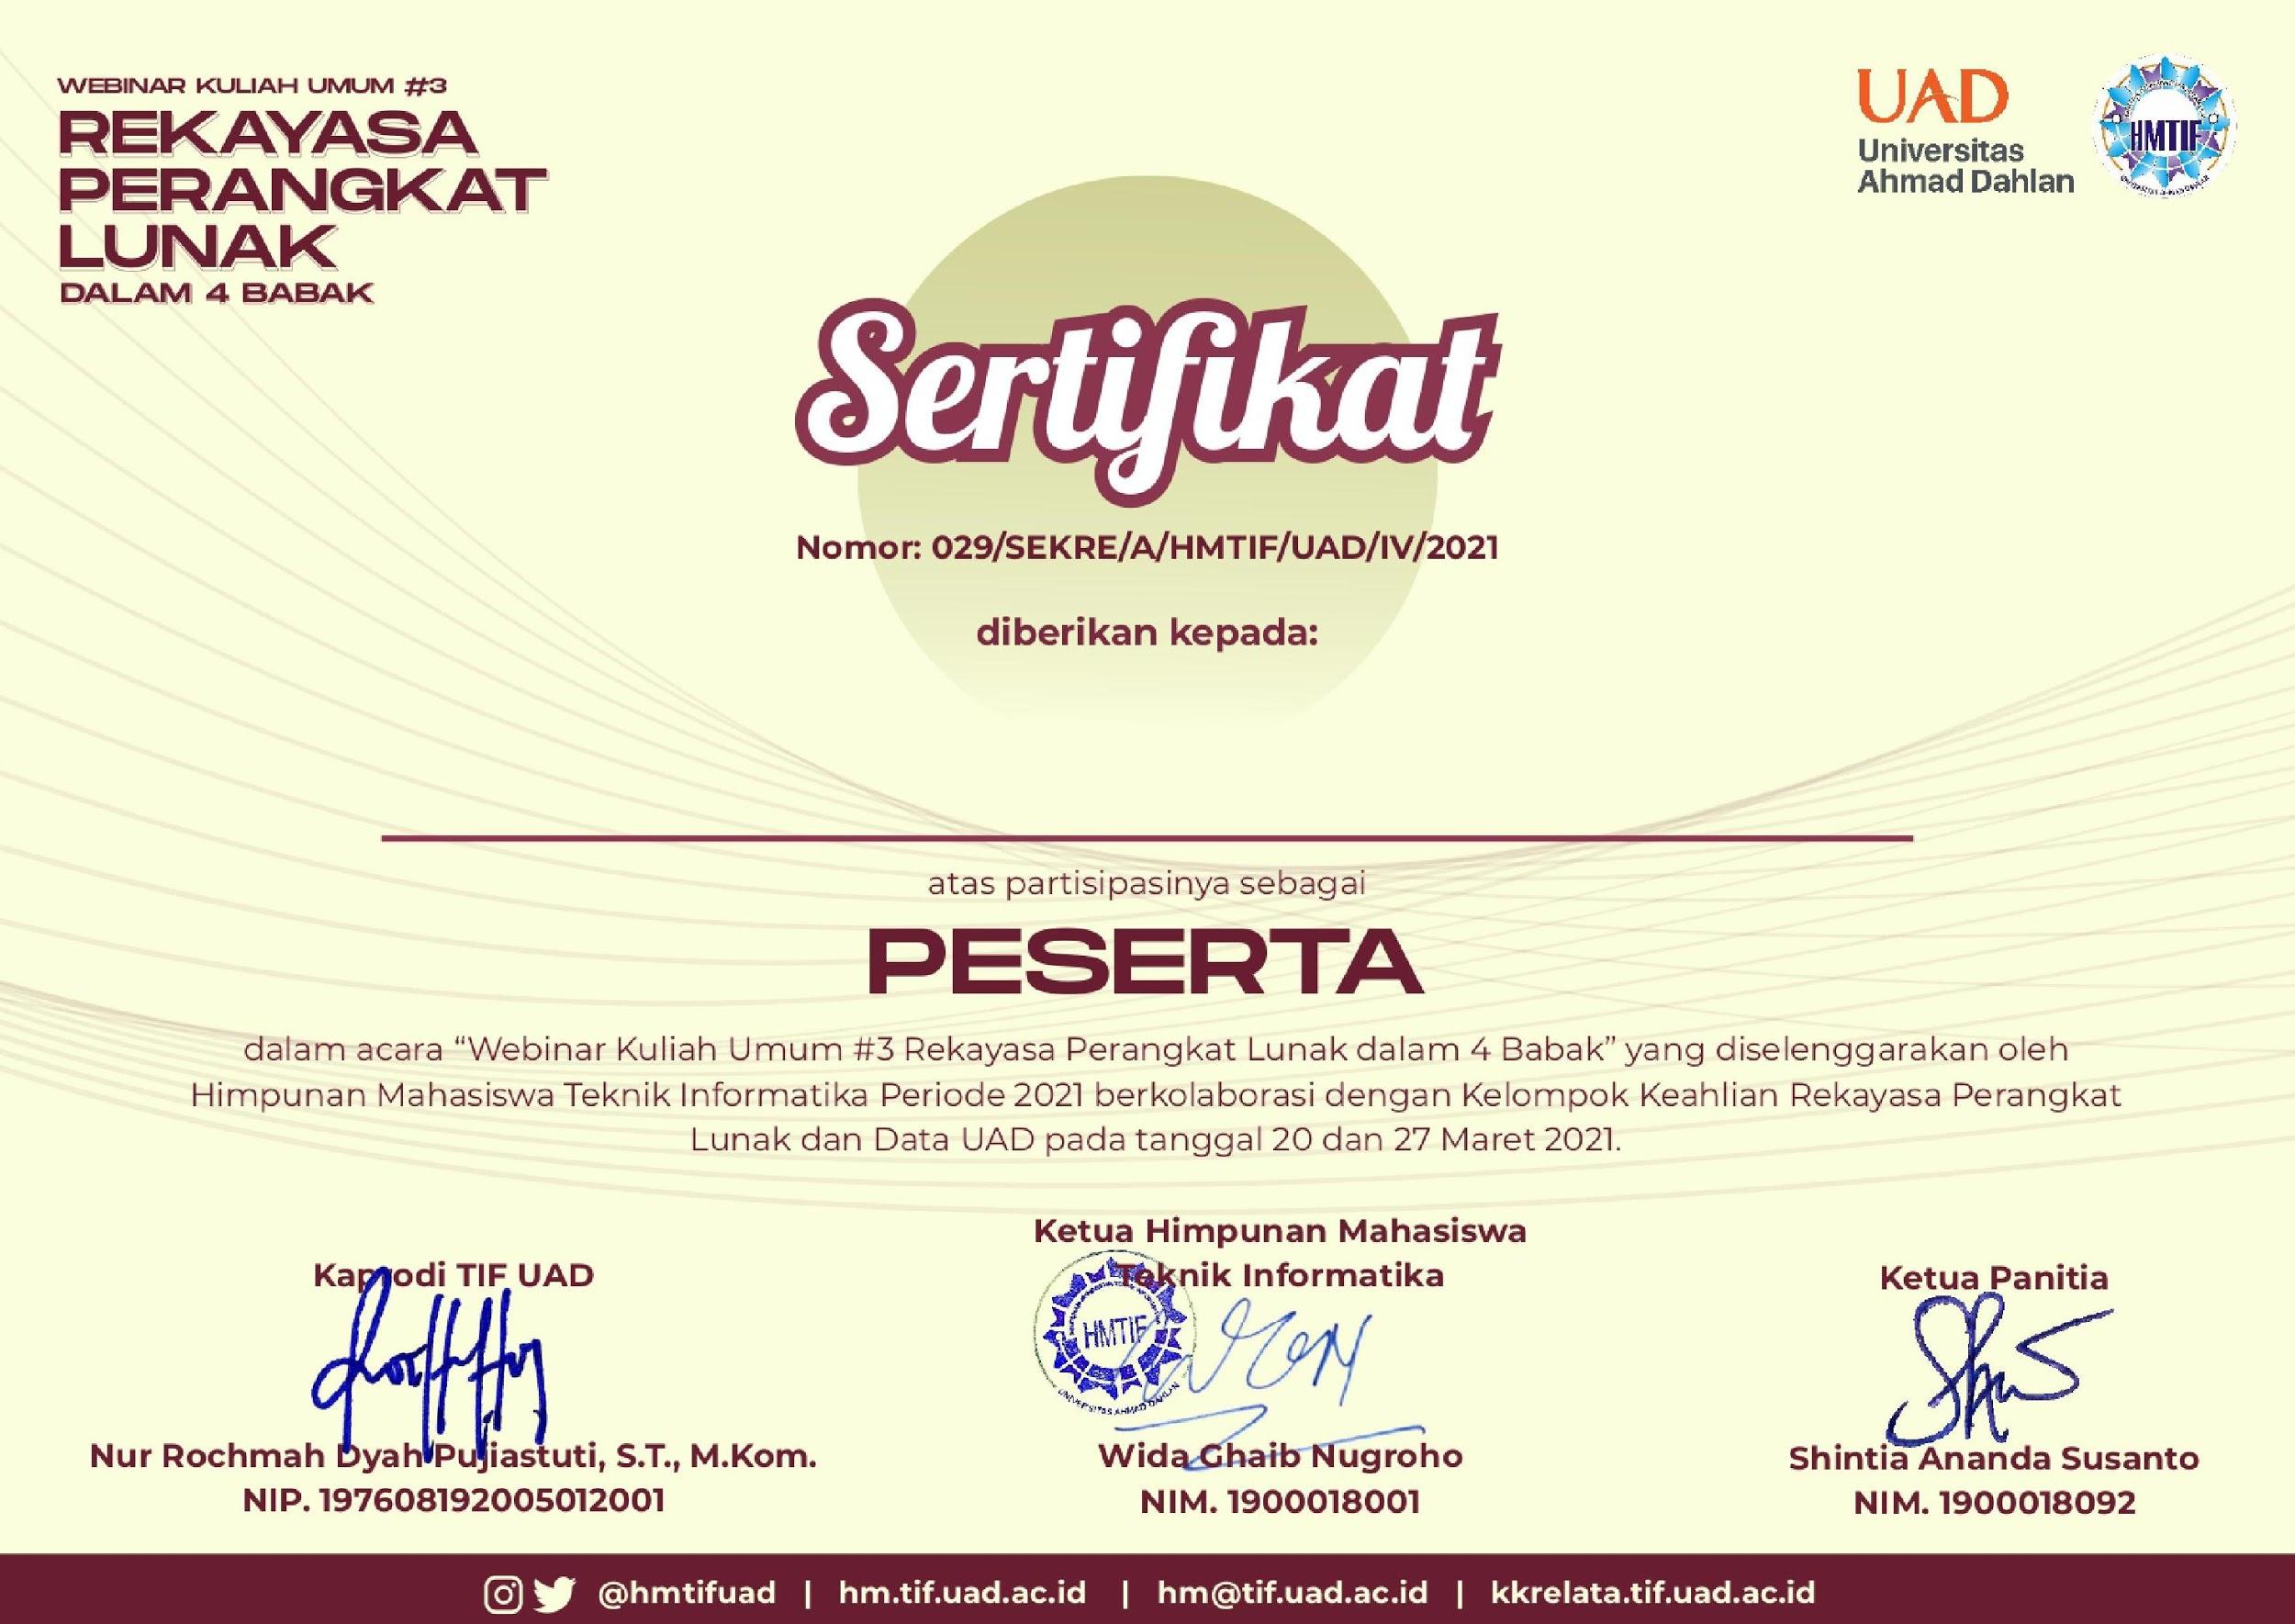 WEBINAR KULIAH UMUM #3
REKAYASA
PERANGKAT
LUNAK
DALAM 4 BABAK
UAD
Universitas
Ahmad Dahlan
HMTIF
Sertifikat
Nomor: 029/SEKRE/A/HMTIF/UAD/IV/2021
diberikan kepada:
atas partisipasinya sebagai
PESERTA
dalam acara “Webinar Kuliah Umum #3 Rekayasa Perangkat Lunak dalam 4 Babak” yang diselenggarakan oleh
Himpunan Mahasiswa Teknik Informatika Periode 2021 berkolaborasi dengan Kelompok Keahlian Rekayasa Perangkat
Lunak dan Data UAD pada tanggal 20 dan 27 Maret 2021.
Kaprodi TIF UAD
Nur Rochmah Dyah Pujiastuti, S.T., M.Kom.
NIP. 197608192005012001
Ketua Himpunan Mahasiswa
Teknik Informatika
HMTIF
UNIVERSITAS AHMAD DAHLAN
Wida Ghaib Nugroho
NIM. 1900018001
Ketua Panitia
Shintia Ananda Susanto
NIM. 1900018092
@hmtifuad | hm.tif.uad.ac.id | hm@tif.uad.ac.id | kkrelata.tif.uad.ac.id